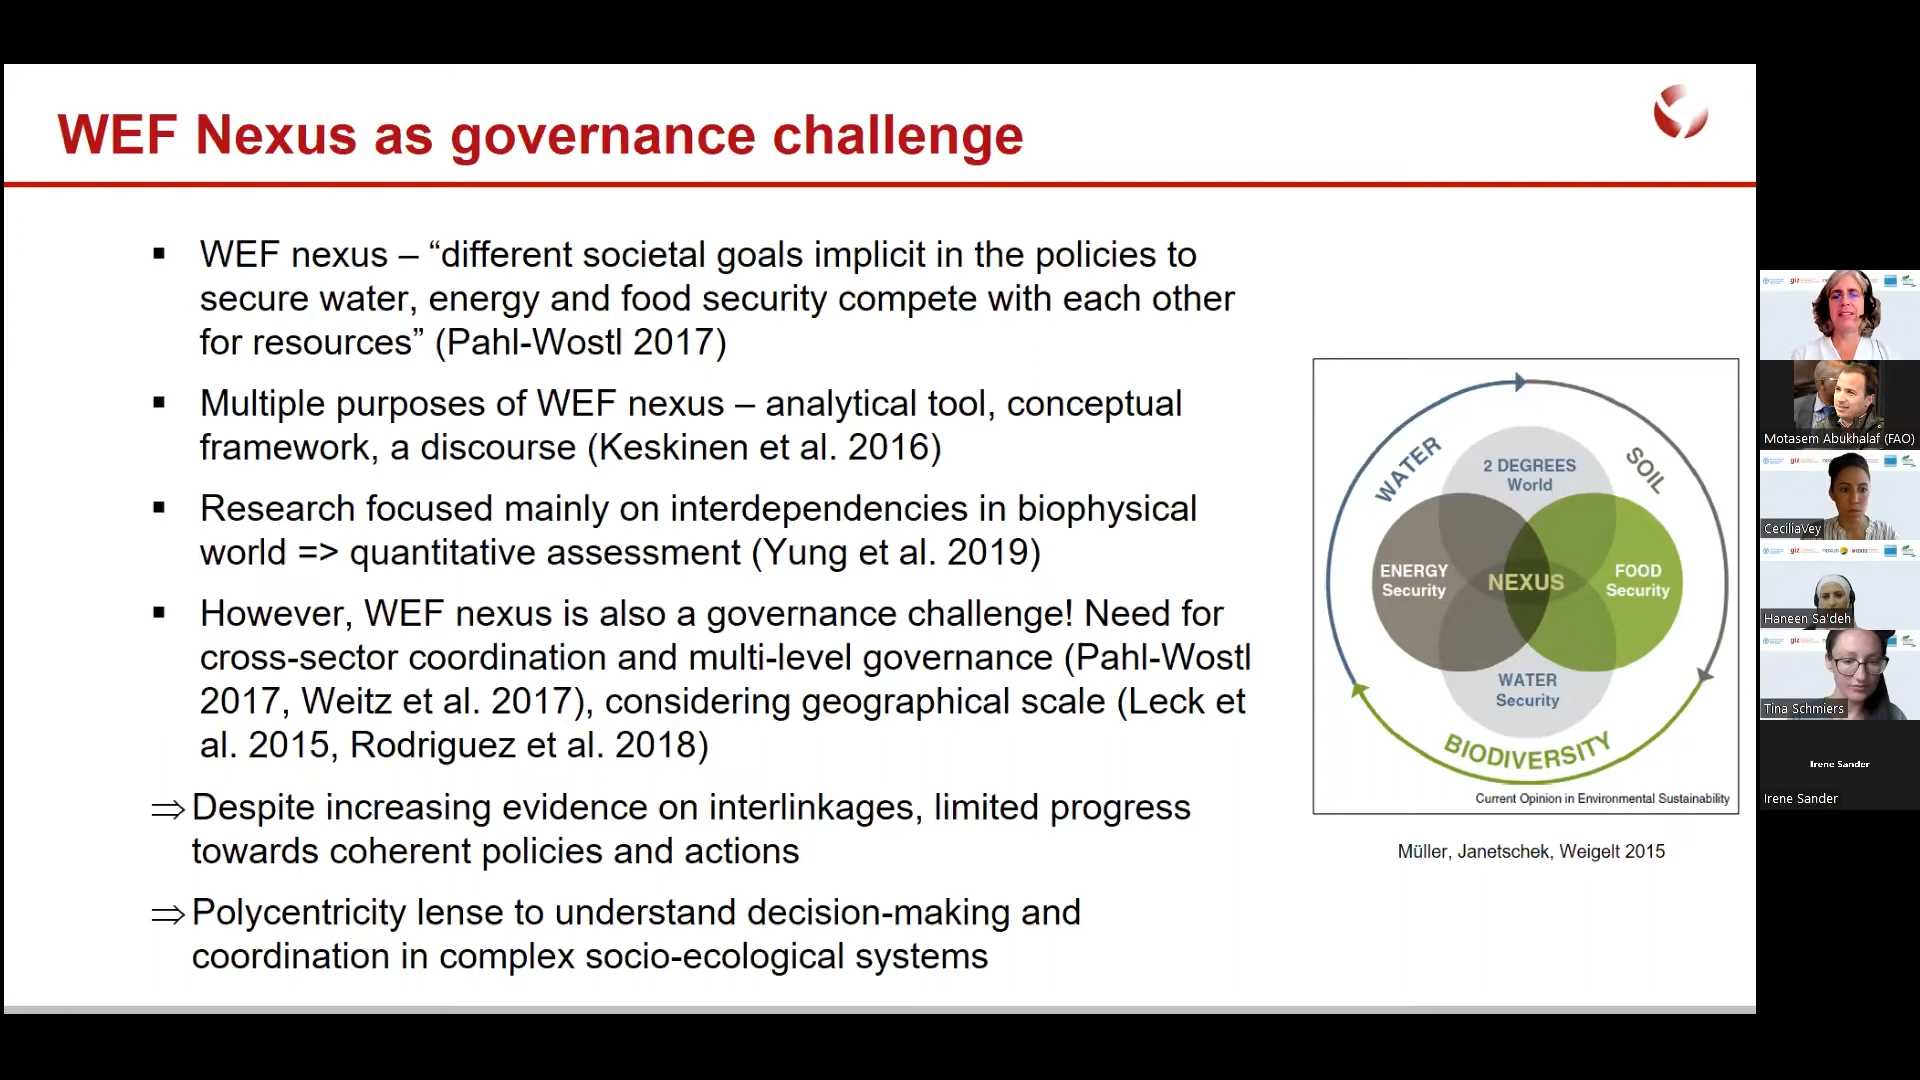 WEF Nexus as governance challenge
▪ WEF nexus – “different societal goals implicit in the policies to
secure water, energy and food security compete with each other
for resources” (Pahl-Wostl 2017)
▪ Multiple purposes of WEF nexus – analytical tool, conceptual
framework, a discourse (Keskinen et al. 2016)
▪ Research focused mainly on interdependencies in biophysical
world => quantitative assessment (Yung et al. 2019)
▪ However, WEF nexus is also a governance challenge! Need for
cross-sector coordination and multi-level governance (Pahl-Wostl
2017, Weitz et al. 2017), considering geographical scale (Leck et
al. 2015, Rodriguez et al. 2018)
⇒ Despite increasing evidence on interlinkages, limited progress
towards coherent policies and actions
⇒ Polycentricity lense to understand decision-making and
coordination in complex socio-ecological systems
WATER
SOIL
2 DEGREES
World
ENERGY
Security
NEXUS
FOOD
Security
WATER
Security
BIODIVERSITY
Current Opinion in Environmental Sustainability
Müller, Janetschek, Weigelt 2015
giz
Motasem Abukhalaf (FAO)
giz
CeciliaVey
giz
Haneen Sa'deh
giz
Tina Schmiers
Irene Sander
Irene Sander